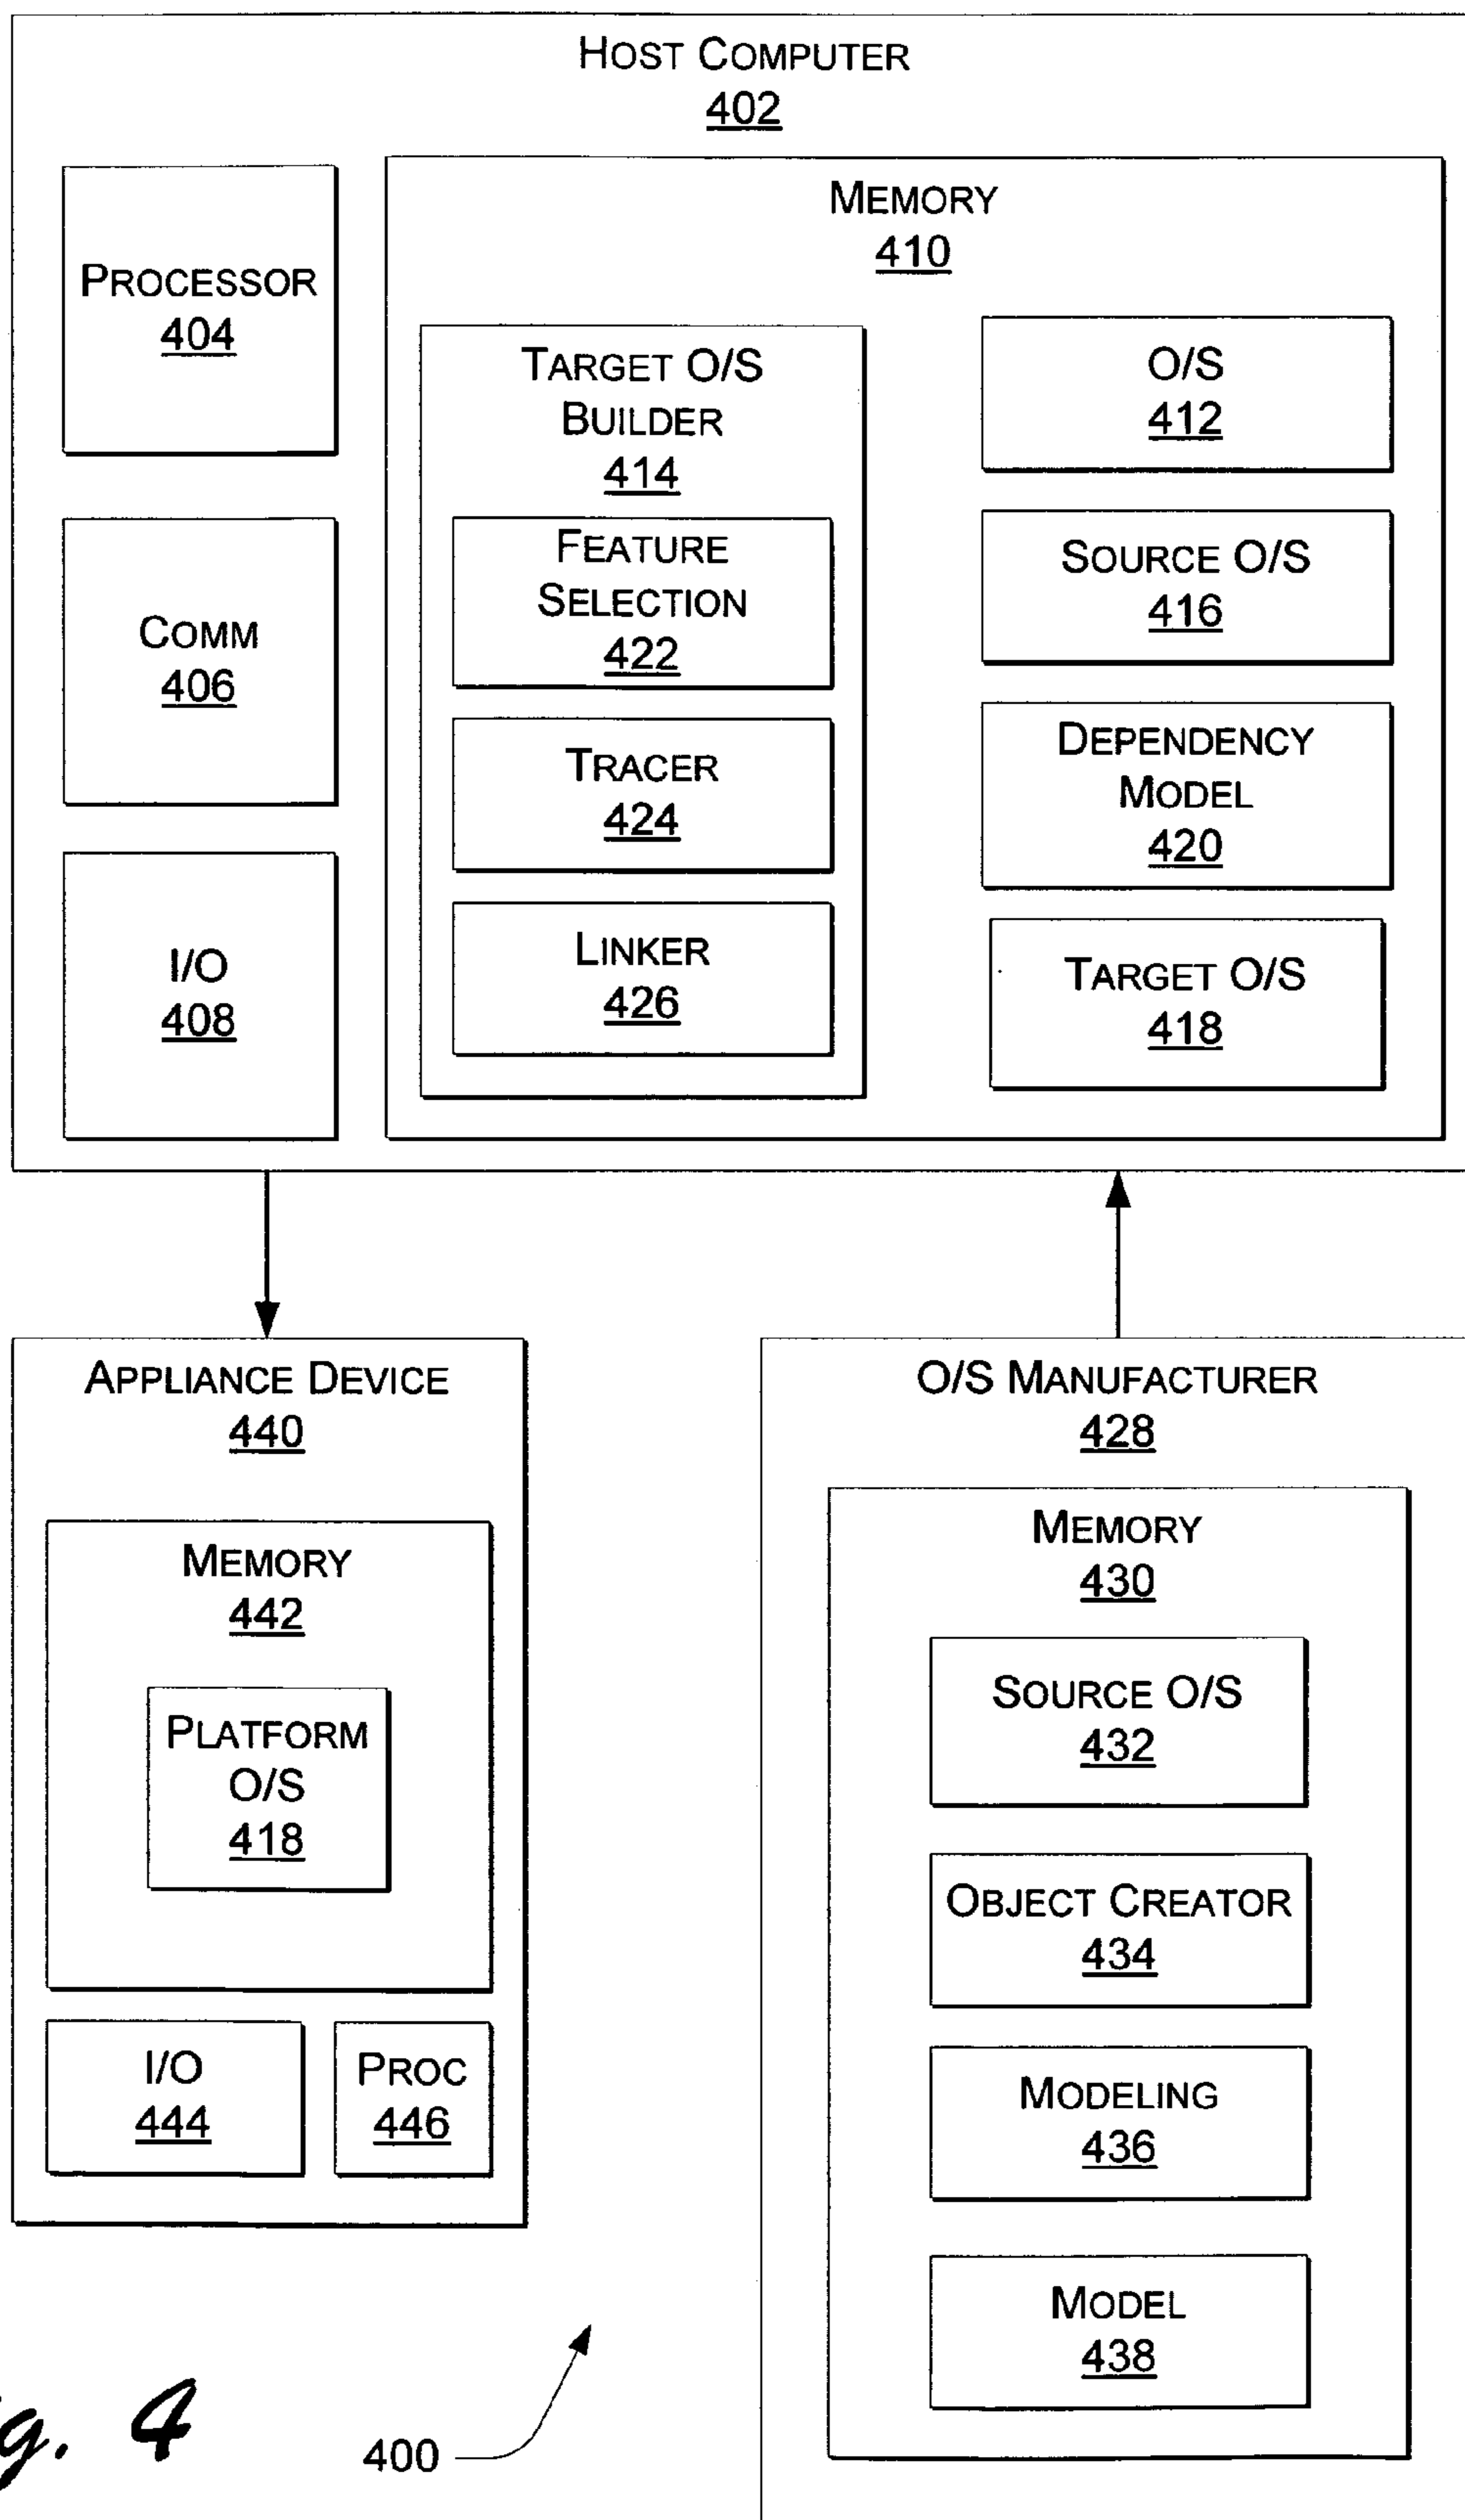 HOST COMPUTER
402
PROCESSOR
404
COMM
406
I/O
408
MEMORY
410
TARGET O/S
BUILDER
414
FEATURE
SELECTION
422
TRACER
424
LINKER
426
O/S
412
SOURCE O/S
416
DEPENDENCY
MODEL
420
TARGET O/S
418
APPLIANCE DEVICE
440
MEMORY
442
PLATFORM
O/S
418
I/O
444
PROC
446
O/S MANUFACTURER
428
MEMORY
430
SOURCE O/S
432
OBJECT CREATOR
434
MODELING
436
MODEL
438
g. 4
400